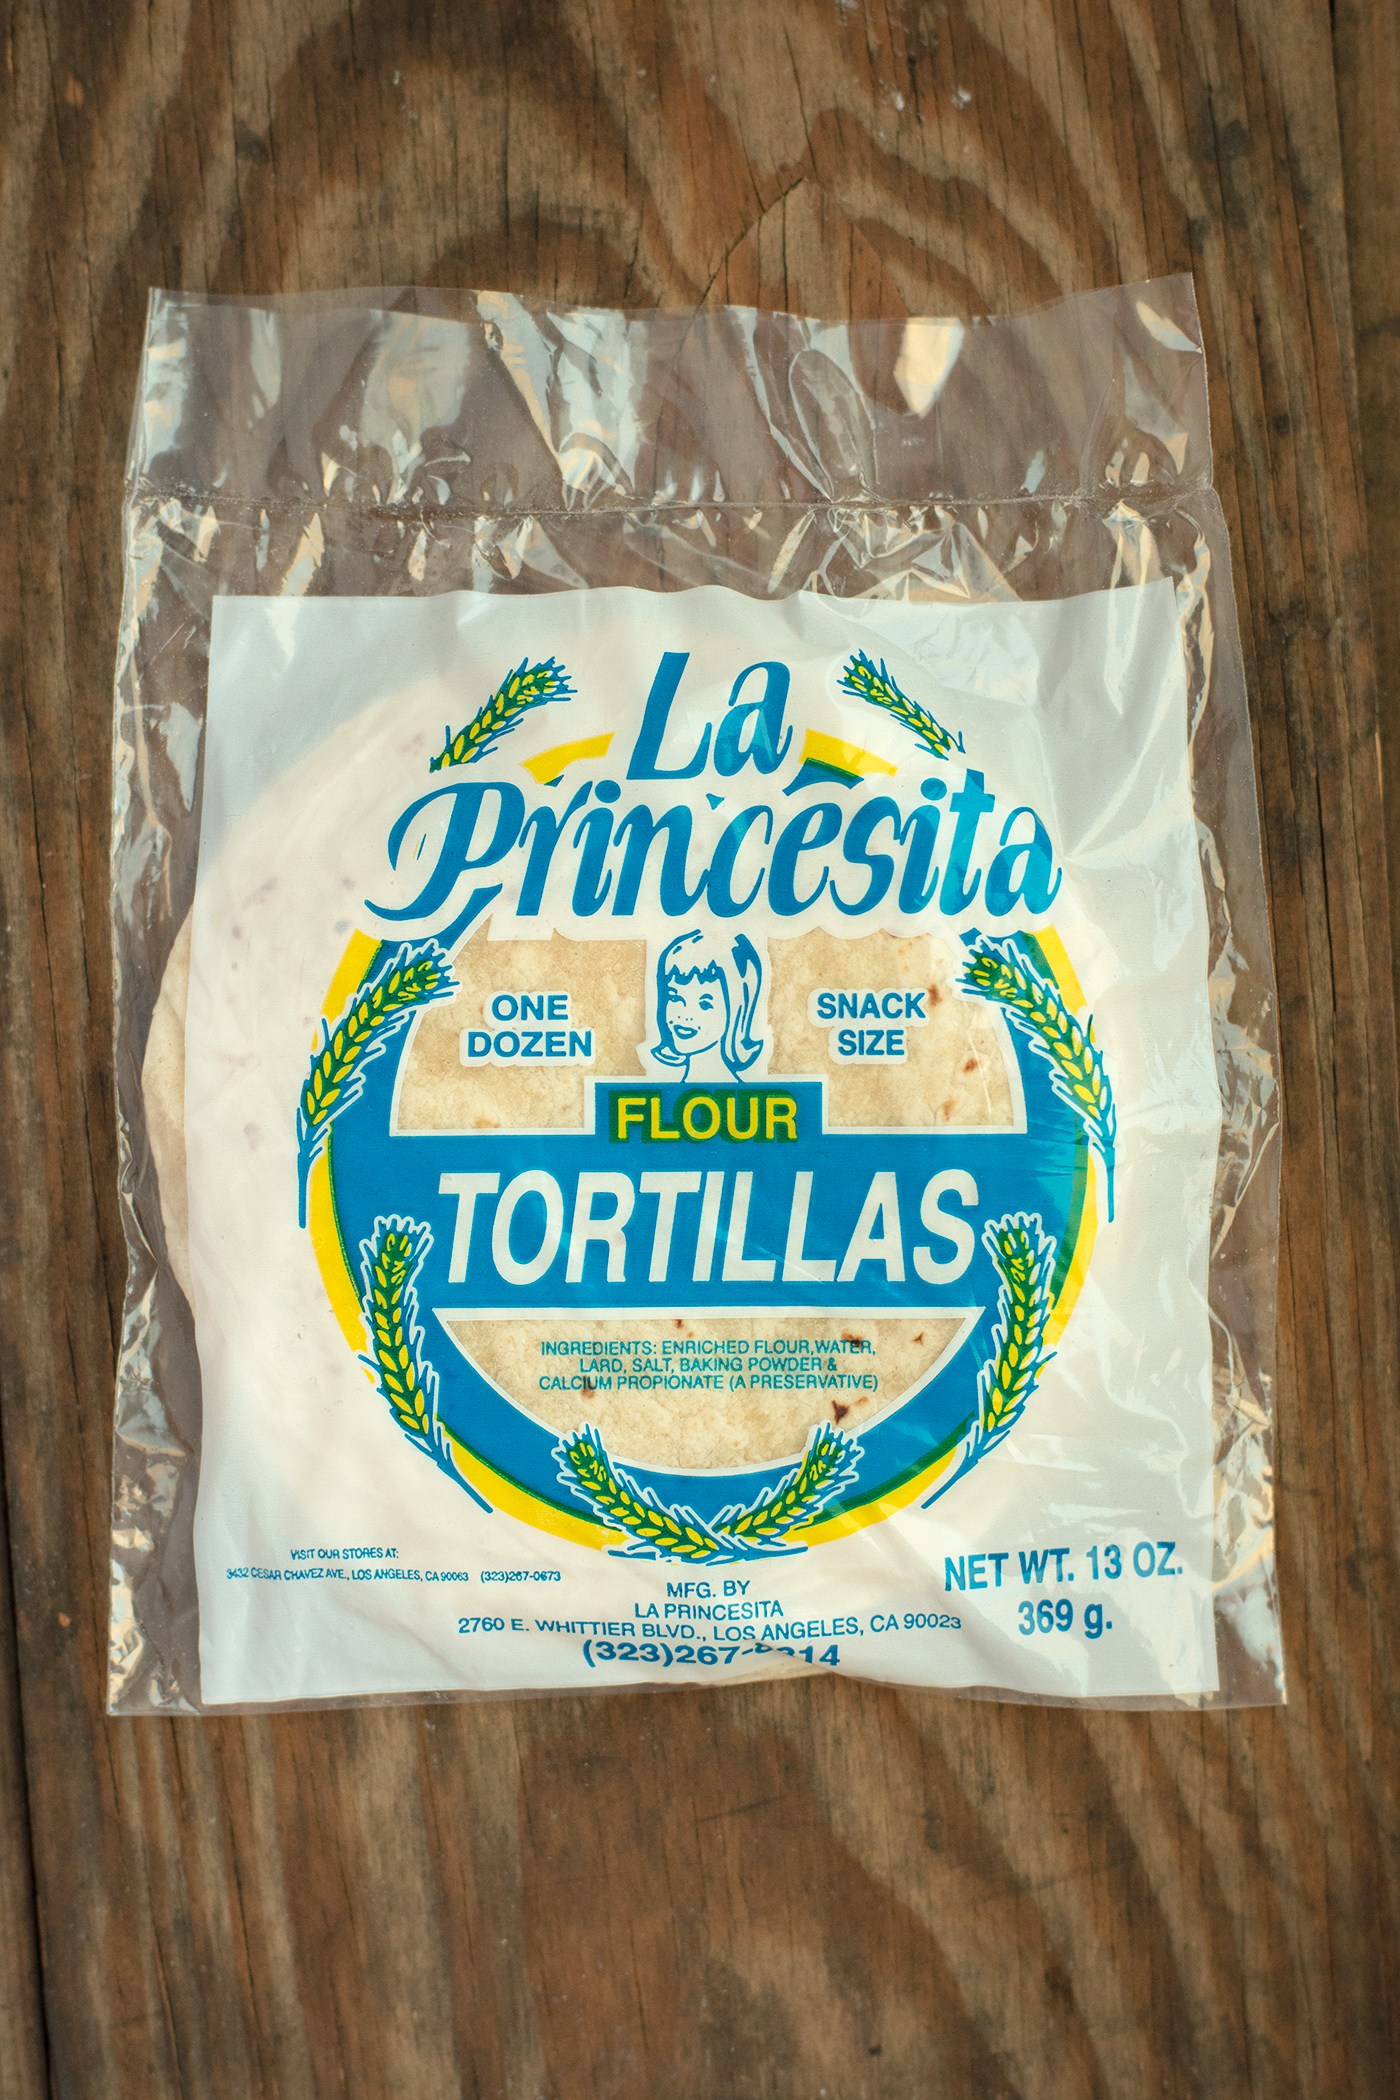 La
Princesita
ONE
DOZEN
SNACK
SIZE
FLOUR
TORTILLAS
INGREDIENTS: ENRICHED FLOUR, WATER,
LARD, SALT, BAKING POWDER &
CALCIUM PROPIONATE (A PRESERVATIVE)
VISIT OUR STORES AT:
3432 CESAR CHAVEZ AVE., LOS ANGELES, CA 90063 (323)267-0673
MFG. BY
LA PRINCESITA
2760 E. WHITTIER BLVD., LOS ANGELES, CA 90023
NET WT. 13 OZ.
369 g.